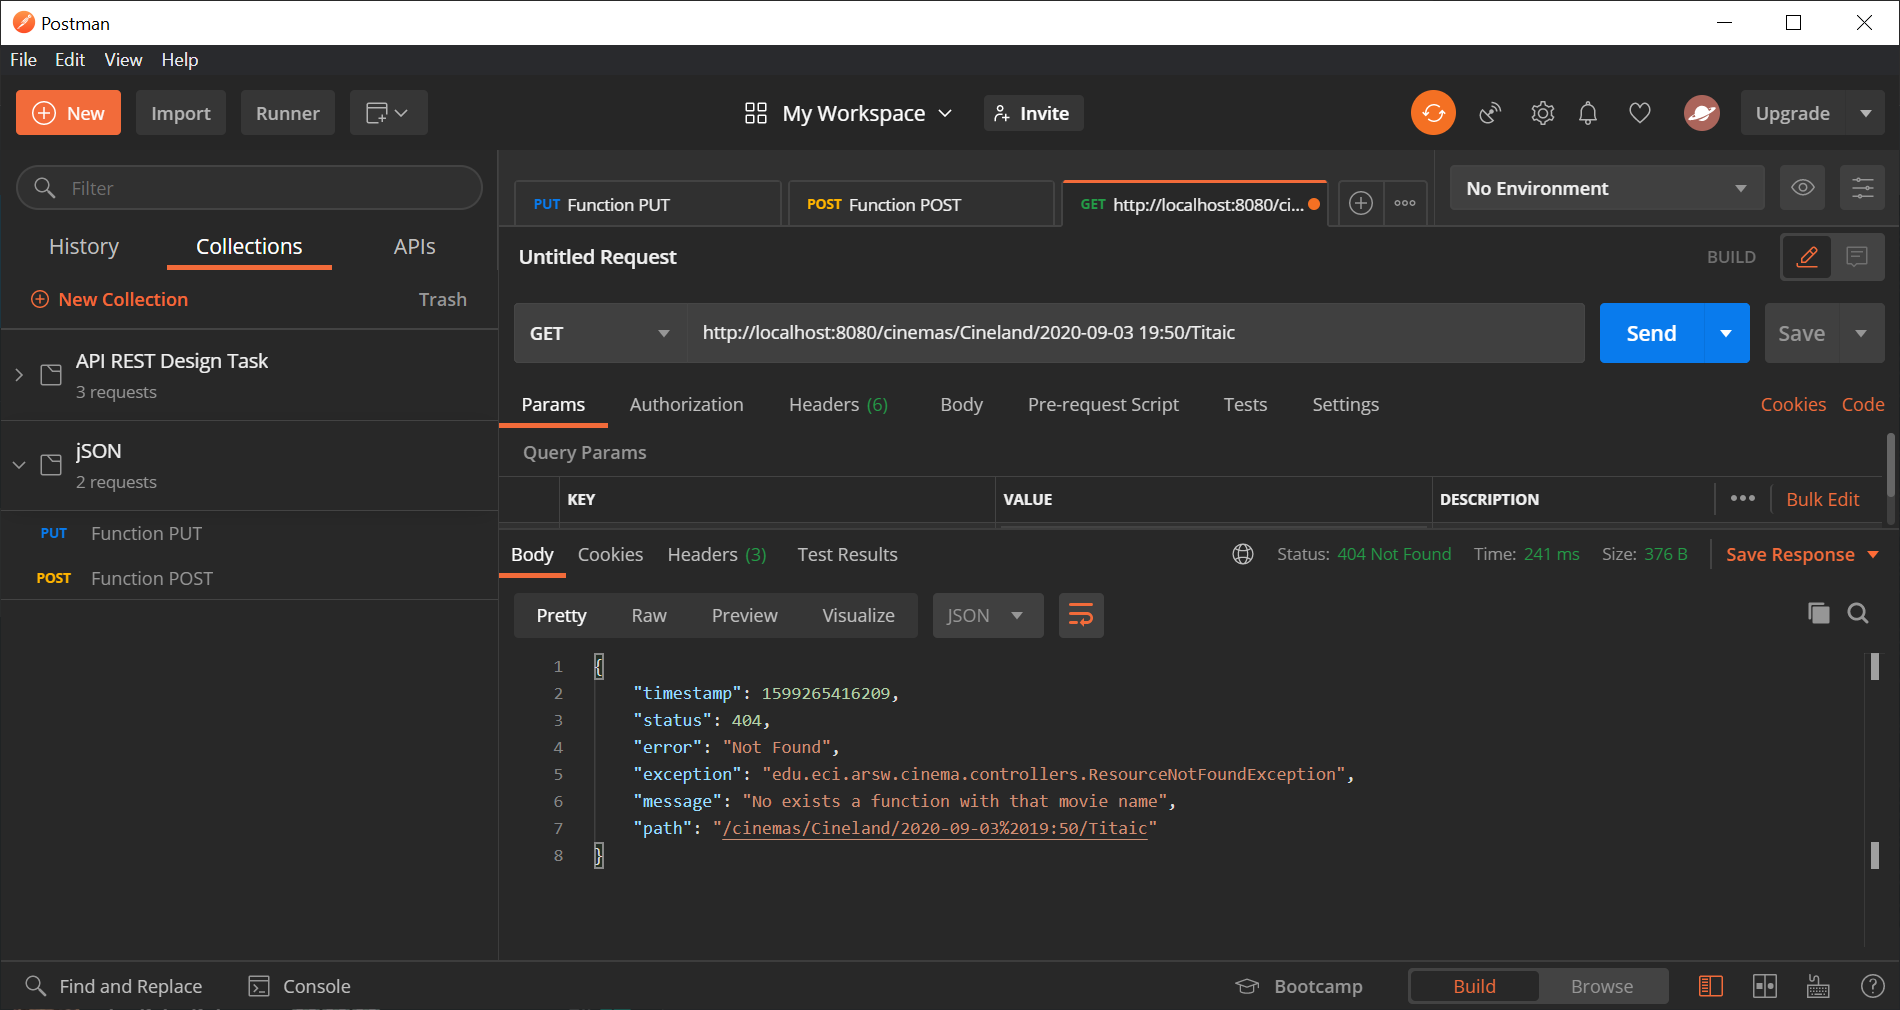 Postman
File Edit View Help
New Import Runner My Workspace Invite Upgrade
Filter
History Collections APIs
New Collection Trash
API REST Design Task
3 requests
jSON
2 requests
PUT Function PUT
POST Function POST
PUT Function PUT POST Function POST GET http://localhost:8080/ci... No Environment
Untitled Request BUILD
GET http://localhost:8080/cinemas/Cineland/2020-09-03 19:50/Titaic Send Save
Params Authorization Headers (6) Body Pre-request Script Tests Settings Cookies Code
Query Params
KEY VALUE DESCRIPTION Bulk Edit
Body Cookies Headers (3) Test Results Status: 404 Not Found Time: 241 ms Size: 376 B Save Response
Pretty Raw Preview Visualize JSON
1 {
2 "timestamp": 1599265416209,
3 "status": 404,
4 "error": "Not Found",
5 "exception": "edu.eci.arsw.cinema.controllers.ResourceNotFoundException",
6 "message": "No exists a function with that movie name",
7 "path": "/cinemas/Cineland/2020-09-03%2019:50/Titaic"
8 }
Find and Replace Console Bootcamp Build Browse